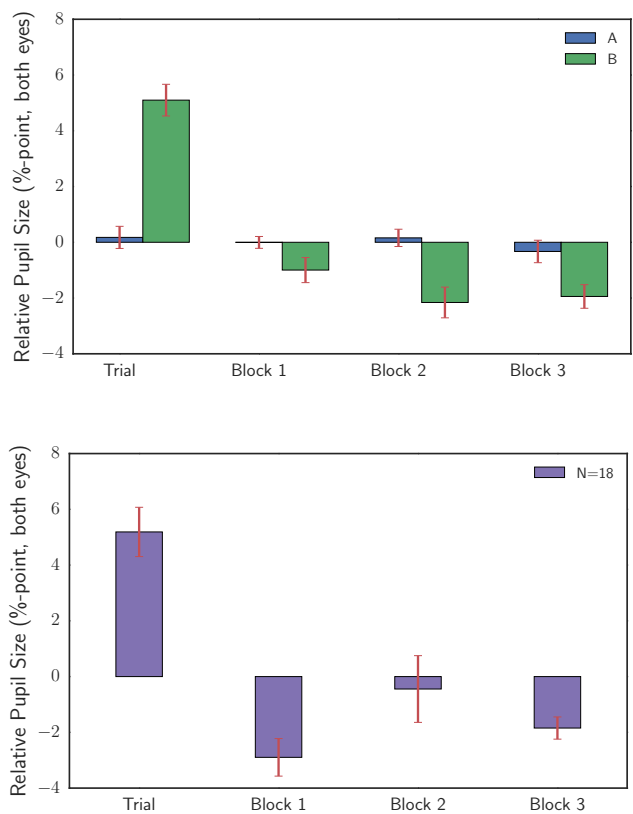 Relative Pupil Size (%-point, both eyes)
8
6
4
2
0
−2
−4
A
B
Trial Block 1 Block 2 Block 3
Relative Pupil Size (%-point, both eyes)
8
6
4
2
0
−2
−4
N=18
Trial Block 1 Block 2 Block 3